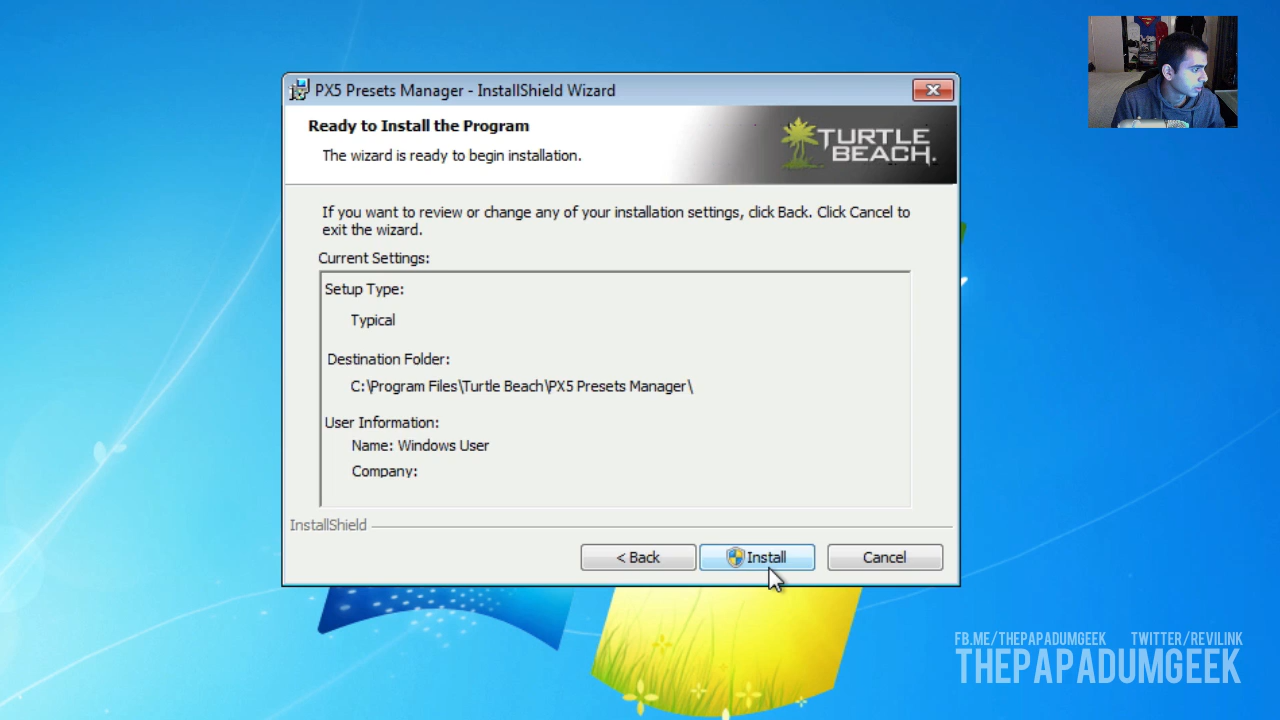 PX5 Presets Manager - InstallShield Wizard
Ready to Install the Program
The wizard is ready to begin installation.
TURTLE
BEACH.
If you want to review or change any of your installation settings, click Back. Click Cancel to
exit the wizard.
Current Settings:
Setup Type:
Typical
Destination Folder:
C:\Program Files\Turtle Beach\PX5 Presets Manager\
User Information:
Name: Windows User
Company:
InstallShield
< Back
Install
Cancel
FB.ME/THEPAPADUMGEEK TWITTER/REVILINK
THEPAPADUMGEEK